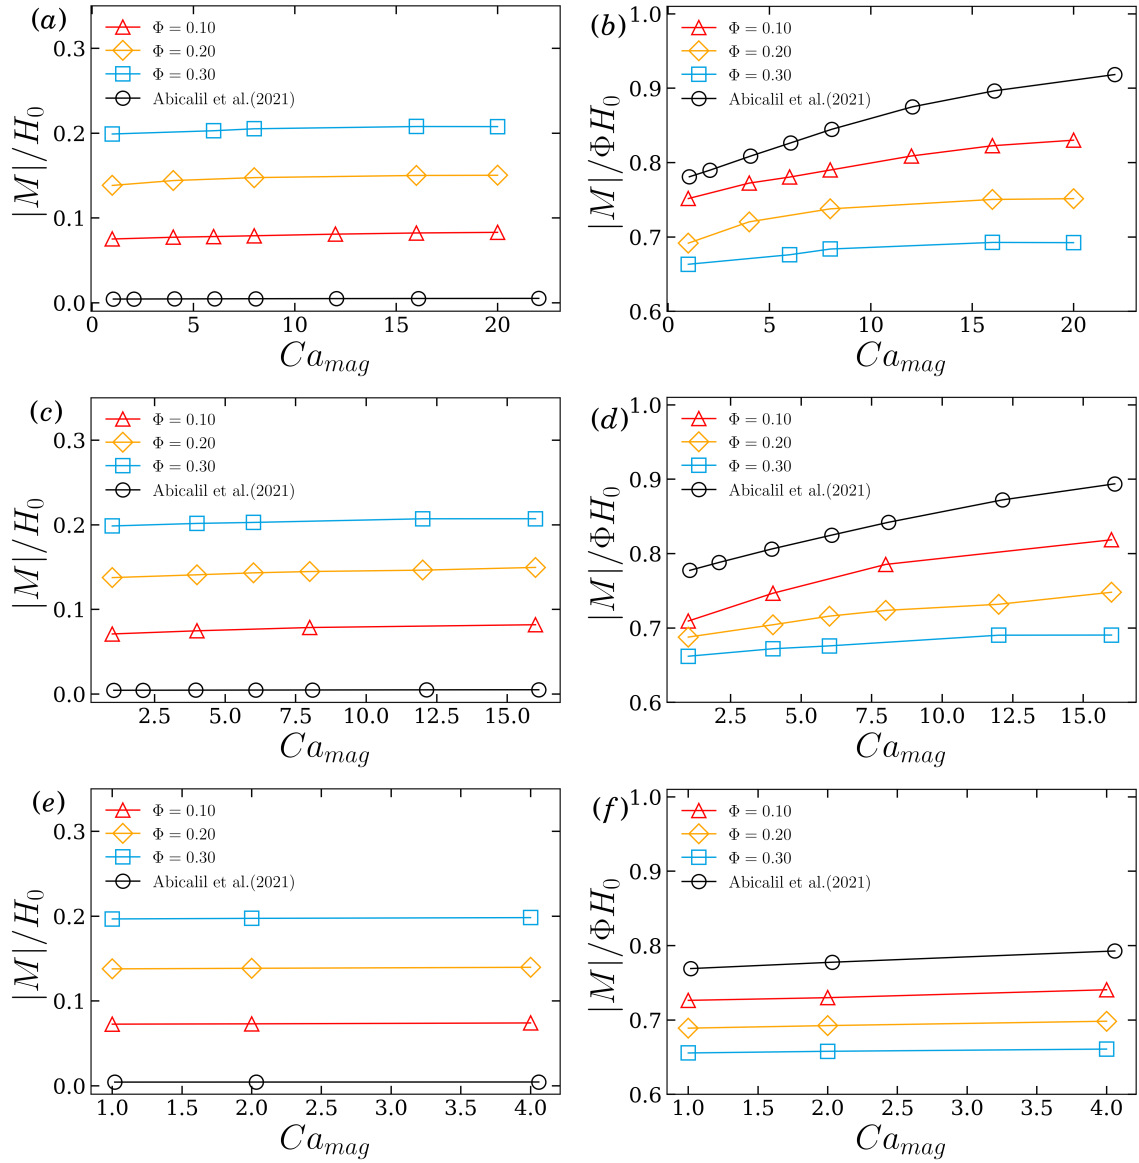 (a)
Φ = 0.10
Φ = 0.20
Φ = 0.30
Abicalil et al.(2021)
0.3
0.2
0.1
0.0
|M|/H₀
0 5 10 15 20
Ca_mag
(b)
Φ = 0.10
Φ = 0.20
Φ = 0.30
Abicalil et al.(2021)
1.0
0.9
0.8
0.7
0.6
|M|/ΦH₀
0 5 10 15 20
Ca_mag
(c)
Φ = 0.10
Φ = 0.20
Φ = 0.30
Abicalil et al.(2021)
0.3
0.2
0.1
0.0
|M|/H₀
2.5 5.0 7.5 10.0 12.5 15.0
Ca_mag
(d)
Φ = 0.10
Φ = 0.20
Φ = 0.30
Abicalil et al.(2021)
1.0
0.9
0.8
0.7
0.6
|M|/ΦH₀
2.5 5.0 7.5 10.0 12.5 15.0
Ca_mag
(e)
Φ = 0.10
Φ = 0.20
Φ = 0.30
Abicalil et al.(2021)
0.3
0.2
0.1
0.0
|M|/H₀
1.0 1.5 2.0 2.5 3.0 3.5 4.0
Ca_mag
(f)
Φ = 0.10
Φ = 0.20
Φ = 0.30
Abicalil et al.(2021)
1.0
0.9
0.8
0.7
0.6
|M|/ΦH₀
1.0 1.5 2.0 2.5 3.0 3.5 4.0
Ca_mag